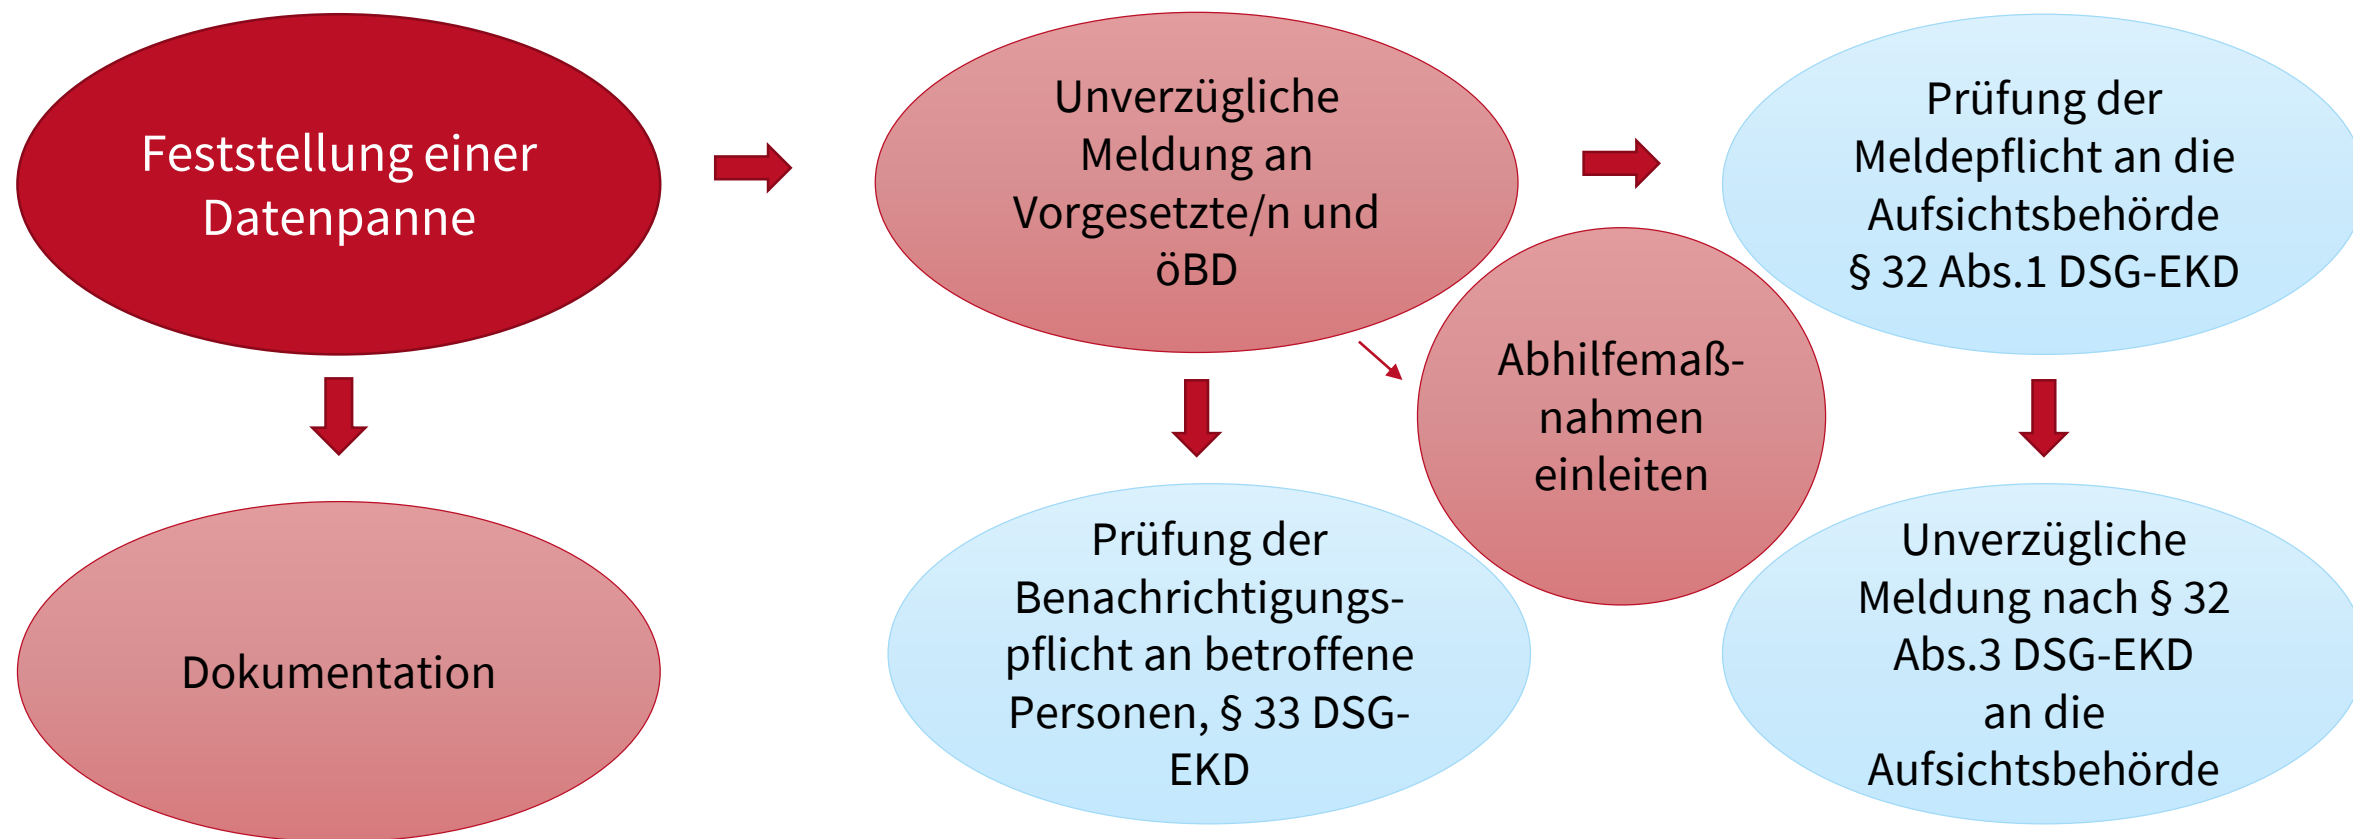 Feststellung einer
Datenpanne
Unverzügliche
Meldung an
Vorgesetzte/n und
öBD
Prüfung der
Meldepflicht an die
Aufsichtsbehörde
§ 32 Abs.1 DSG-EKD
Abhilfemaß-
nahmen
einleiten
Dokumentation
Prüfung der
Benachrichtigungs-
pflicht an betroffene
Personen, § 33 DSG-
EKD
Unverzügliche
Meldung nach § 32
Abs.3 DSG-EKD
an die
Aufsichtsbehörde